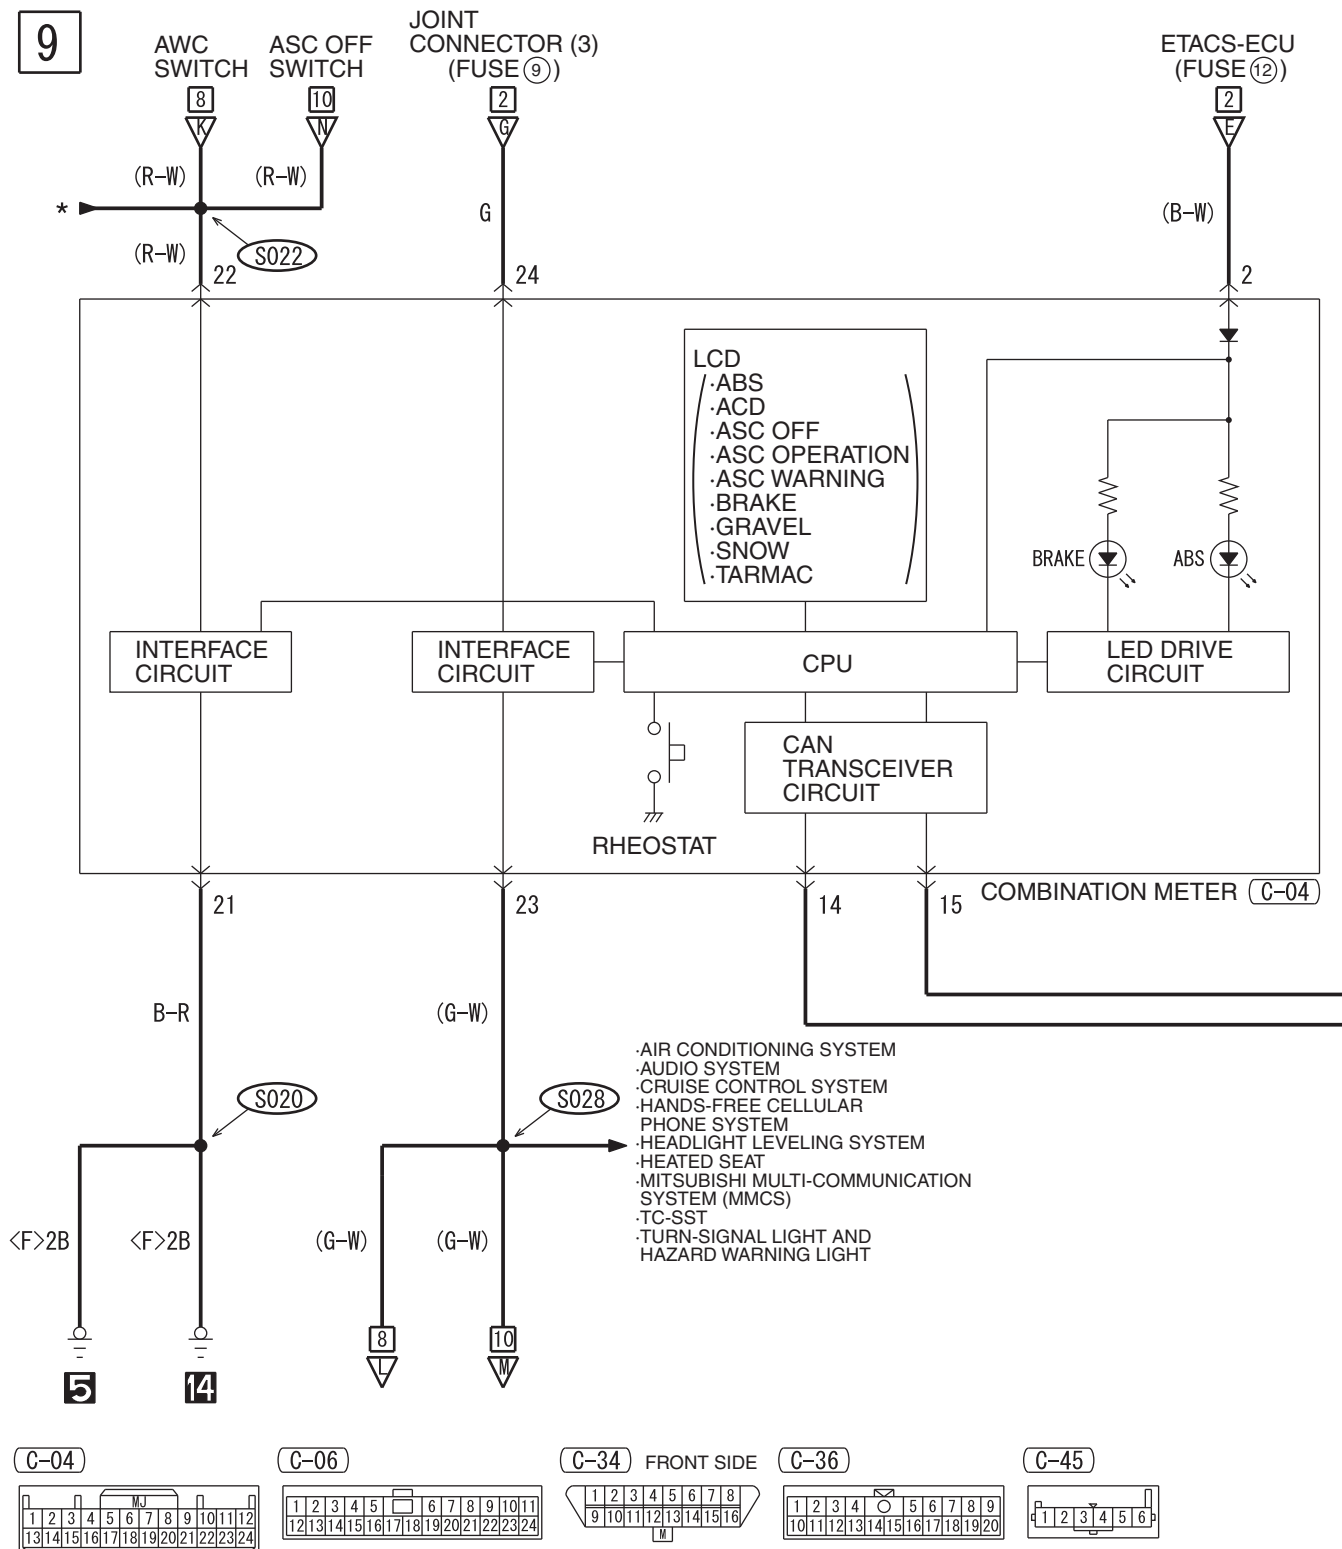 9
AWC
SWITCH
ASC OFF
SWITCH
JOINT
CONNECTOR (3)
(FUSE 9)
ETACS-ECU
(FUSE 12)
8
10
2
2
K
N
G
E
(R-W)
(R-W)
*
G
(B-W)
(R-W)
S022
22
24
2
LCD
·ABS
·ACD
·ASC OFF
·ASC OPERATION
·ASC WARNING
·BRAKE
·GRAVEL
·SNOW
·TARMAC
BRAKE
ABS
INTERFACE
CIRCUIT
INTERFACE
CIRCUIT
CPU
LED DRIVE
CIRCUIT
CAN
TRANSCEIVER
CIRCUIT
RHEOSTAT
21
23
14
15
COMBINATION METER
C-04
B-R
(G-W)
·AIR CONDITIONING SYSTEM
·AUDIO SYSTEM
·CRUISE CONTROL SYSTEM
·HANDS-FREE CELLULAR
PHONE SYSTEM
·HEADLIGHT LEVELING SYSTEM
·HEATED SEAT
·MITSUBISHI MULTI-COMMUNICATION
SYSTEM (MMCS)
·TC-SST
·TURN-SIGNAL LIGHT AND
HAZARD WARNING LIGHT
S020
S028
<F>2B
<F>2B
(G-W)
(G-W)
8
10
L
M
5
14
C-04
C-06
C-34 FRONT SIDE
C-36
C-45
MJ
1 2 3 4 5 6 7 8 9 10 11 12
13 14 15 16 17 18 19 20 21 22 23 24
1 2 3 4 5 6 7 8 9 10 11
12 13 14 15 16 17 18 19 20 21 22 23 24
1 2 3 4 5 6 7 8
9 10 11 12 13 14 15 16
M
1 2 3 4 5 6 7 8 9
10 11 12 13 14 15 16 17 18 19 20
1 2 3 4 5 6